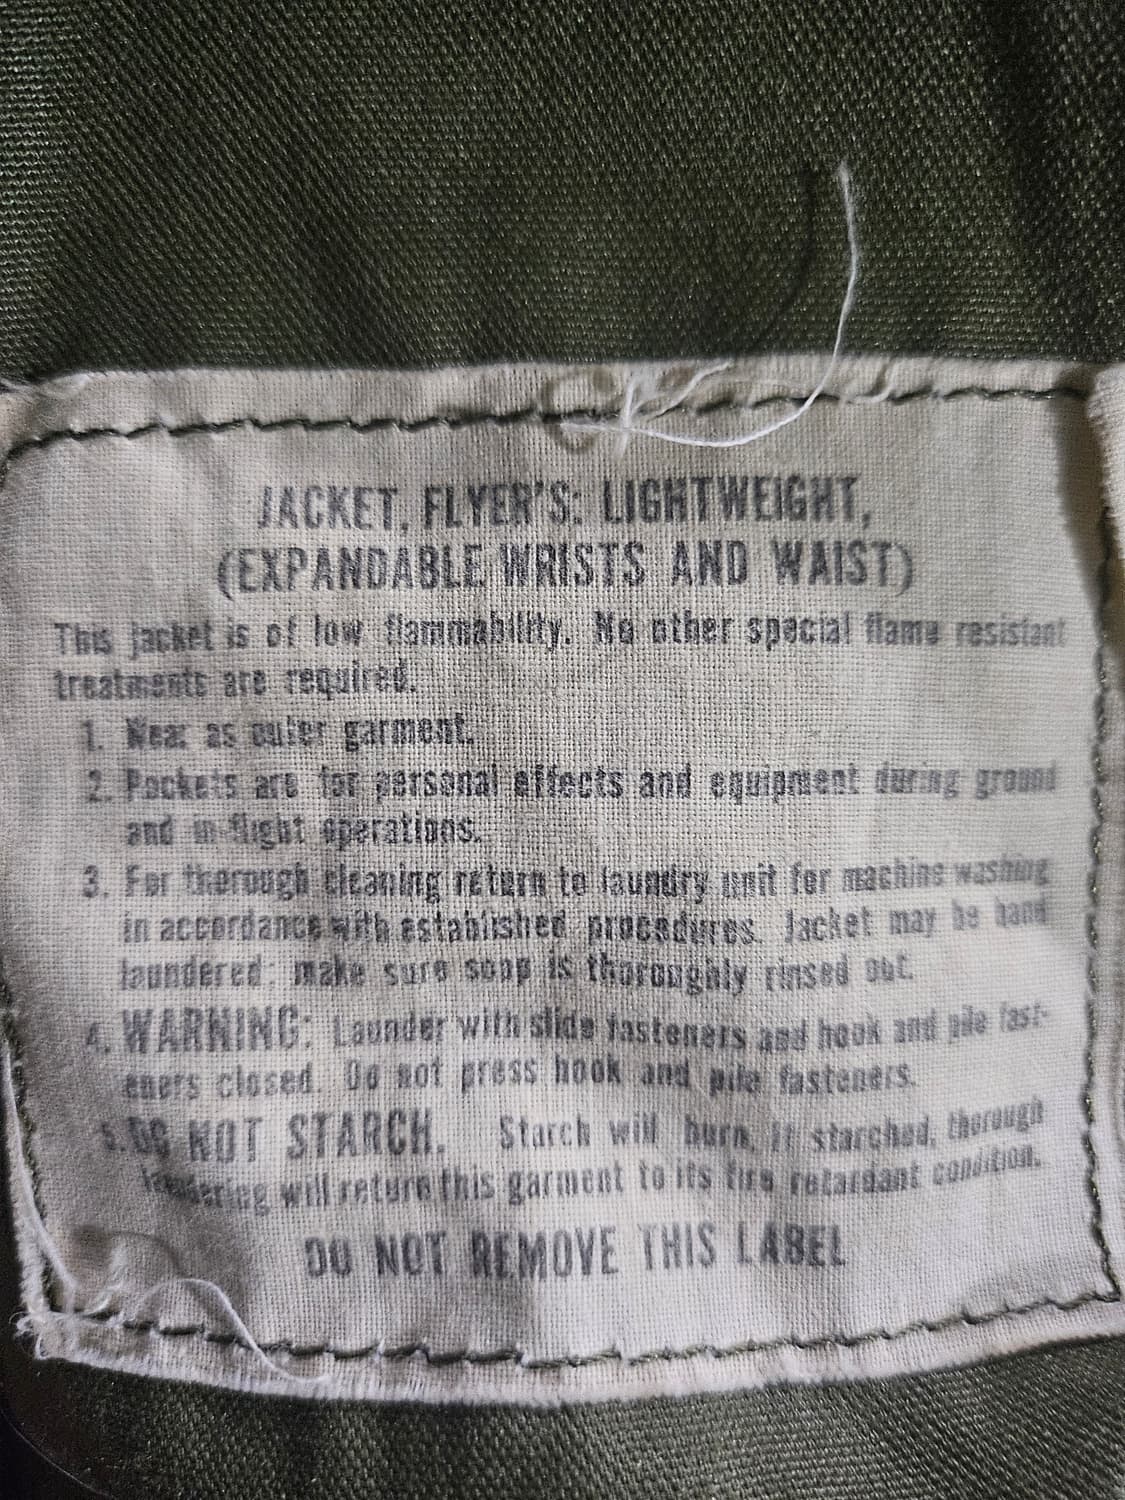 JACKET, FLYER'S: LIGHTWEIGHT,
(EXPANDABLE WRISTS AND WAIST)
This jacket is of low flammability. No other special flame resistant
treatments are required.
1. Wear as outer garment.
2. Pockets are for personal effects and equipment during ground
and in-flight operations.
3. For thorough cleaning return to laundry unit for machine washing
in accordance with established procedures. Jacket may be hand
laundered; make sure soap is thoroughly rinsed out.
4. WARNING: Launder with slide fasteners and hook and pile fast-
eners closed. Do not press hook and pile fasteners.
5. DO NOT STARCH. Starch will burn. If starched, thorough
laundering will return this garment to its fire retardant condition.
DO NOT REMOVE THIS LABEL